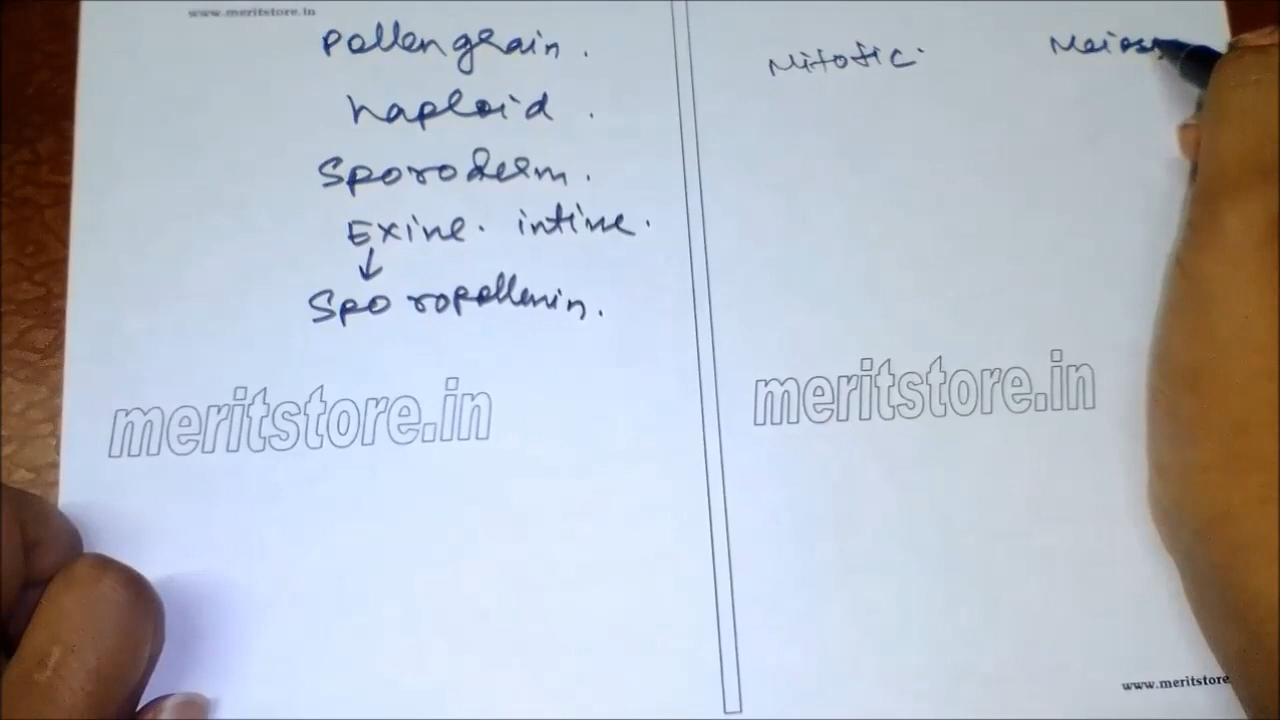 www.meritstore.in
Pollengrain.
haploid.
Sporoderm.
Exine. intine.
↓
Sporopollenin.
meritstore.in
Mitotic.
meritstore.in
www.meritstore